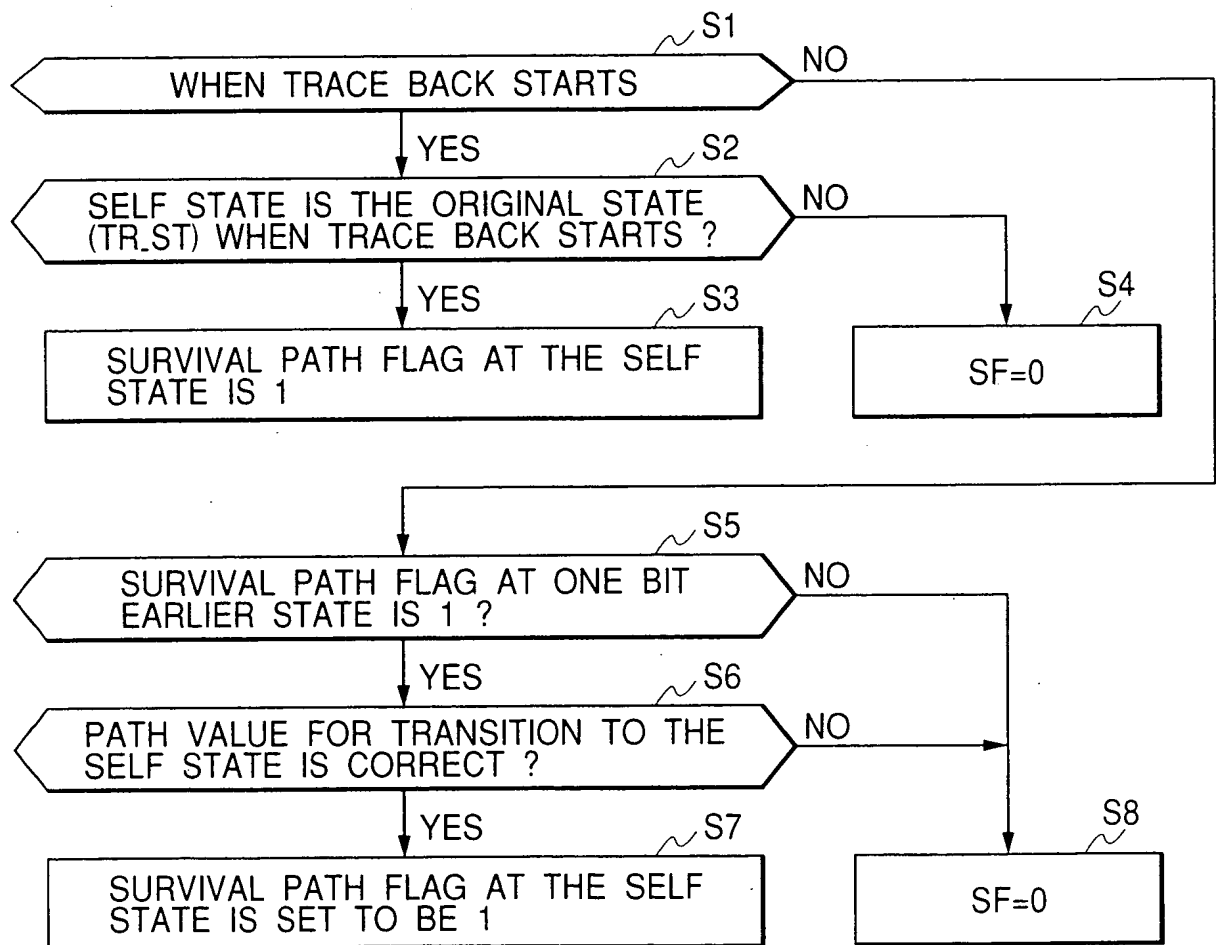 S1
WHEN TRACE BACK STARTS
NO
YES
S2
SELF STATE IS THE ORIGINAL STATE
(TR_ST) WHEN TRACE BACK STARTS ?
NO
YES
S3
SURVIVAL PATH FLAG AT THE SELF
STATE IS 1
S4
SF=0
S5
SURVIVAL PATH FLAG AT ONE BIT
EARLIER STATE IS 1 ?
NO
YES
S6
PATH VALUE FOR TRANSITION TO THE
SELF STATE IS CORRECT ?
NO
YES
S7
SURVIVAL PATH FLAG AT THE SELF
STATE IS SET TO BE 1
S8
SF=0